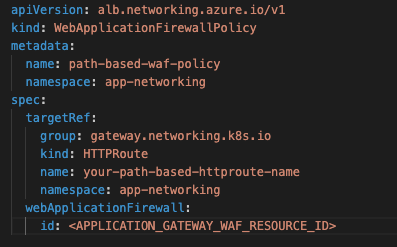 apiVersion: alb.networking.azure.io/v1
kind: WebApplicationFirewallPolicy
metadata:
  name: path-based-waf-policy
  namespace: app-networking
spec:
  targetRef:
    group: gateway.networking.k8s.io
    kind: HTTPRoute
    name: your-path-based-httproute-name
    namespace: app-networking
  webApplicationFirewall:
    id: <APPLICATION_GATEWAY_WAF_RESOURCE_ID>